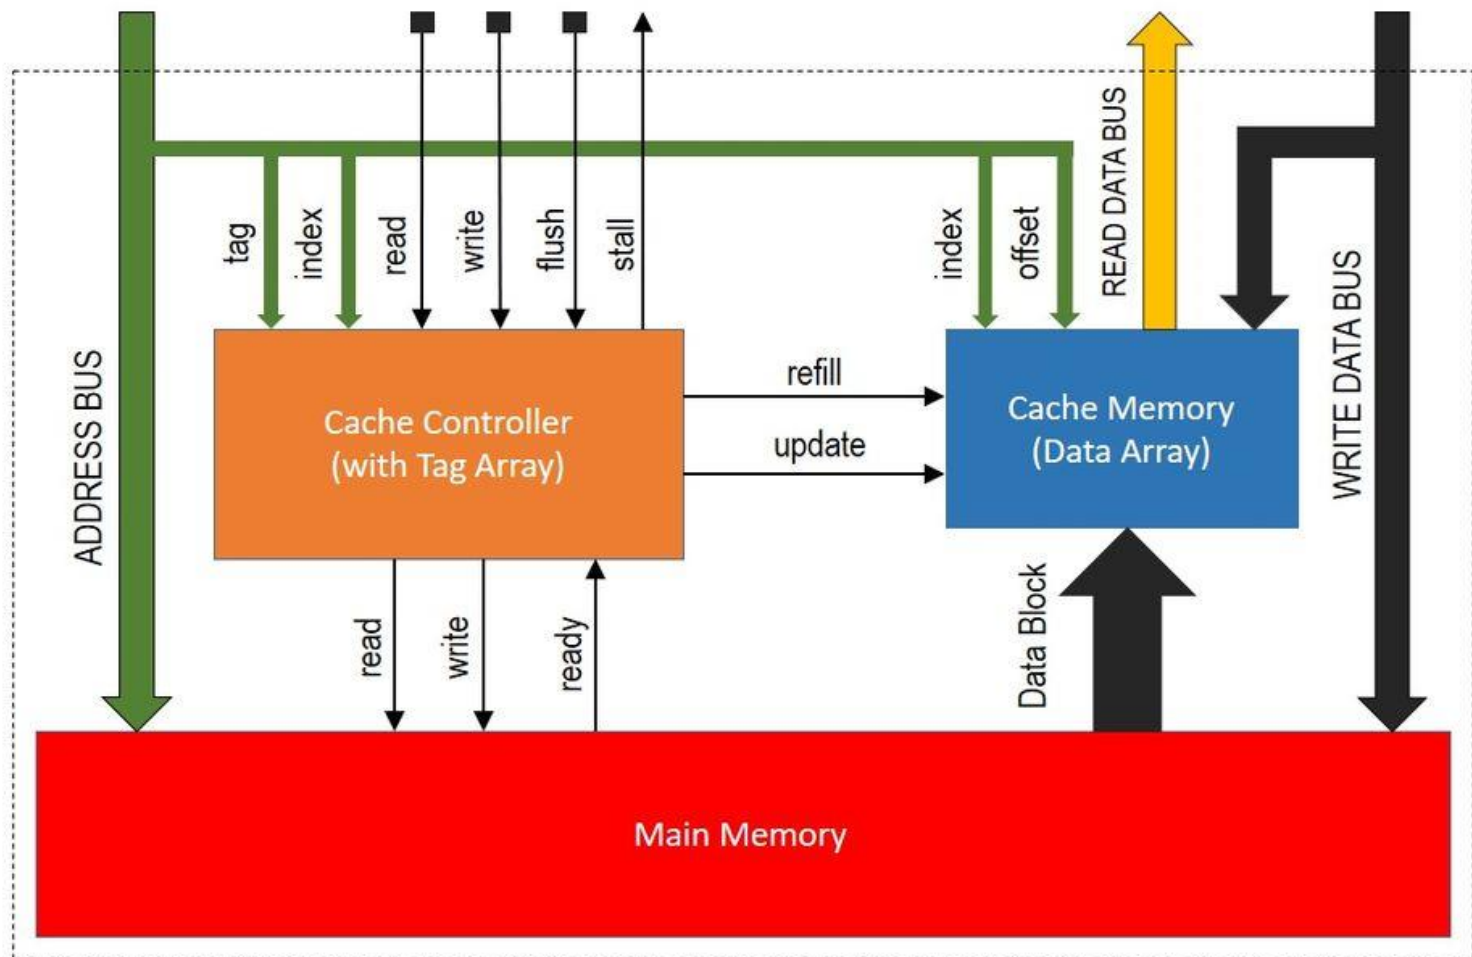 tag
index
read
write
flush
stall
index
offset
READ DATA BUS
ADDRESS BUS
WRITE DATA BUS
Cache Controller
(with Tag Array)
refill
update
Cache Memory
(Data Array)
read
write
ready
Data Block
Main Memory